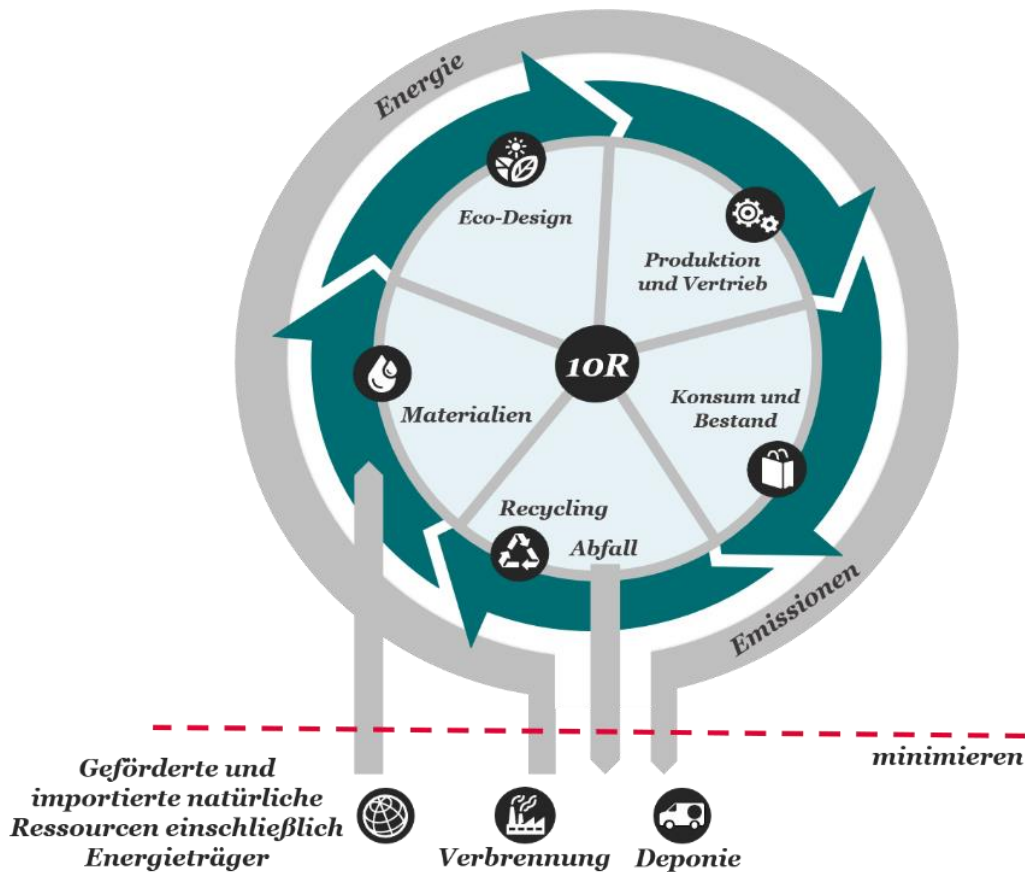 Energie
Eco-Design
Produktion
und Vertrieb
10R
Konsum und
Bestand
Materialien
Recycling
Abfall
Emissionen
minimieren
Geförderte und
importierte natürliche
Ressourcen einschließlich
Energieträger
Verbrennung
Deponie